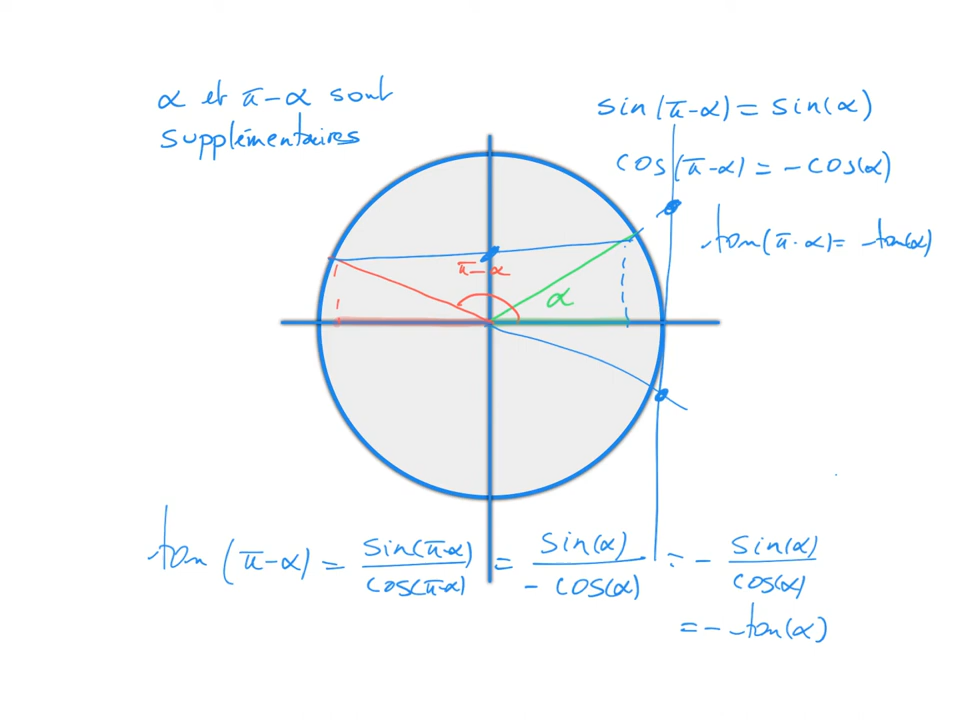 α et π-α sont
supplémentaires
sin(π-α) = sin(α)
cos(π-α) = -cos(α)
tan(π-α) = -tan(α)
π-α
α
tan(π-α) = sin(π-α)/cos(π-α) = sin(α)/-cos(α) = - sin(α)/cos(α)
= - tan(α)